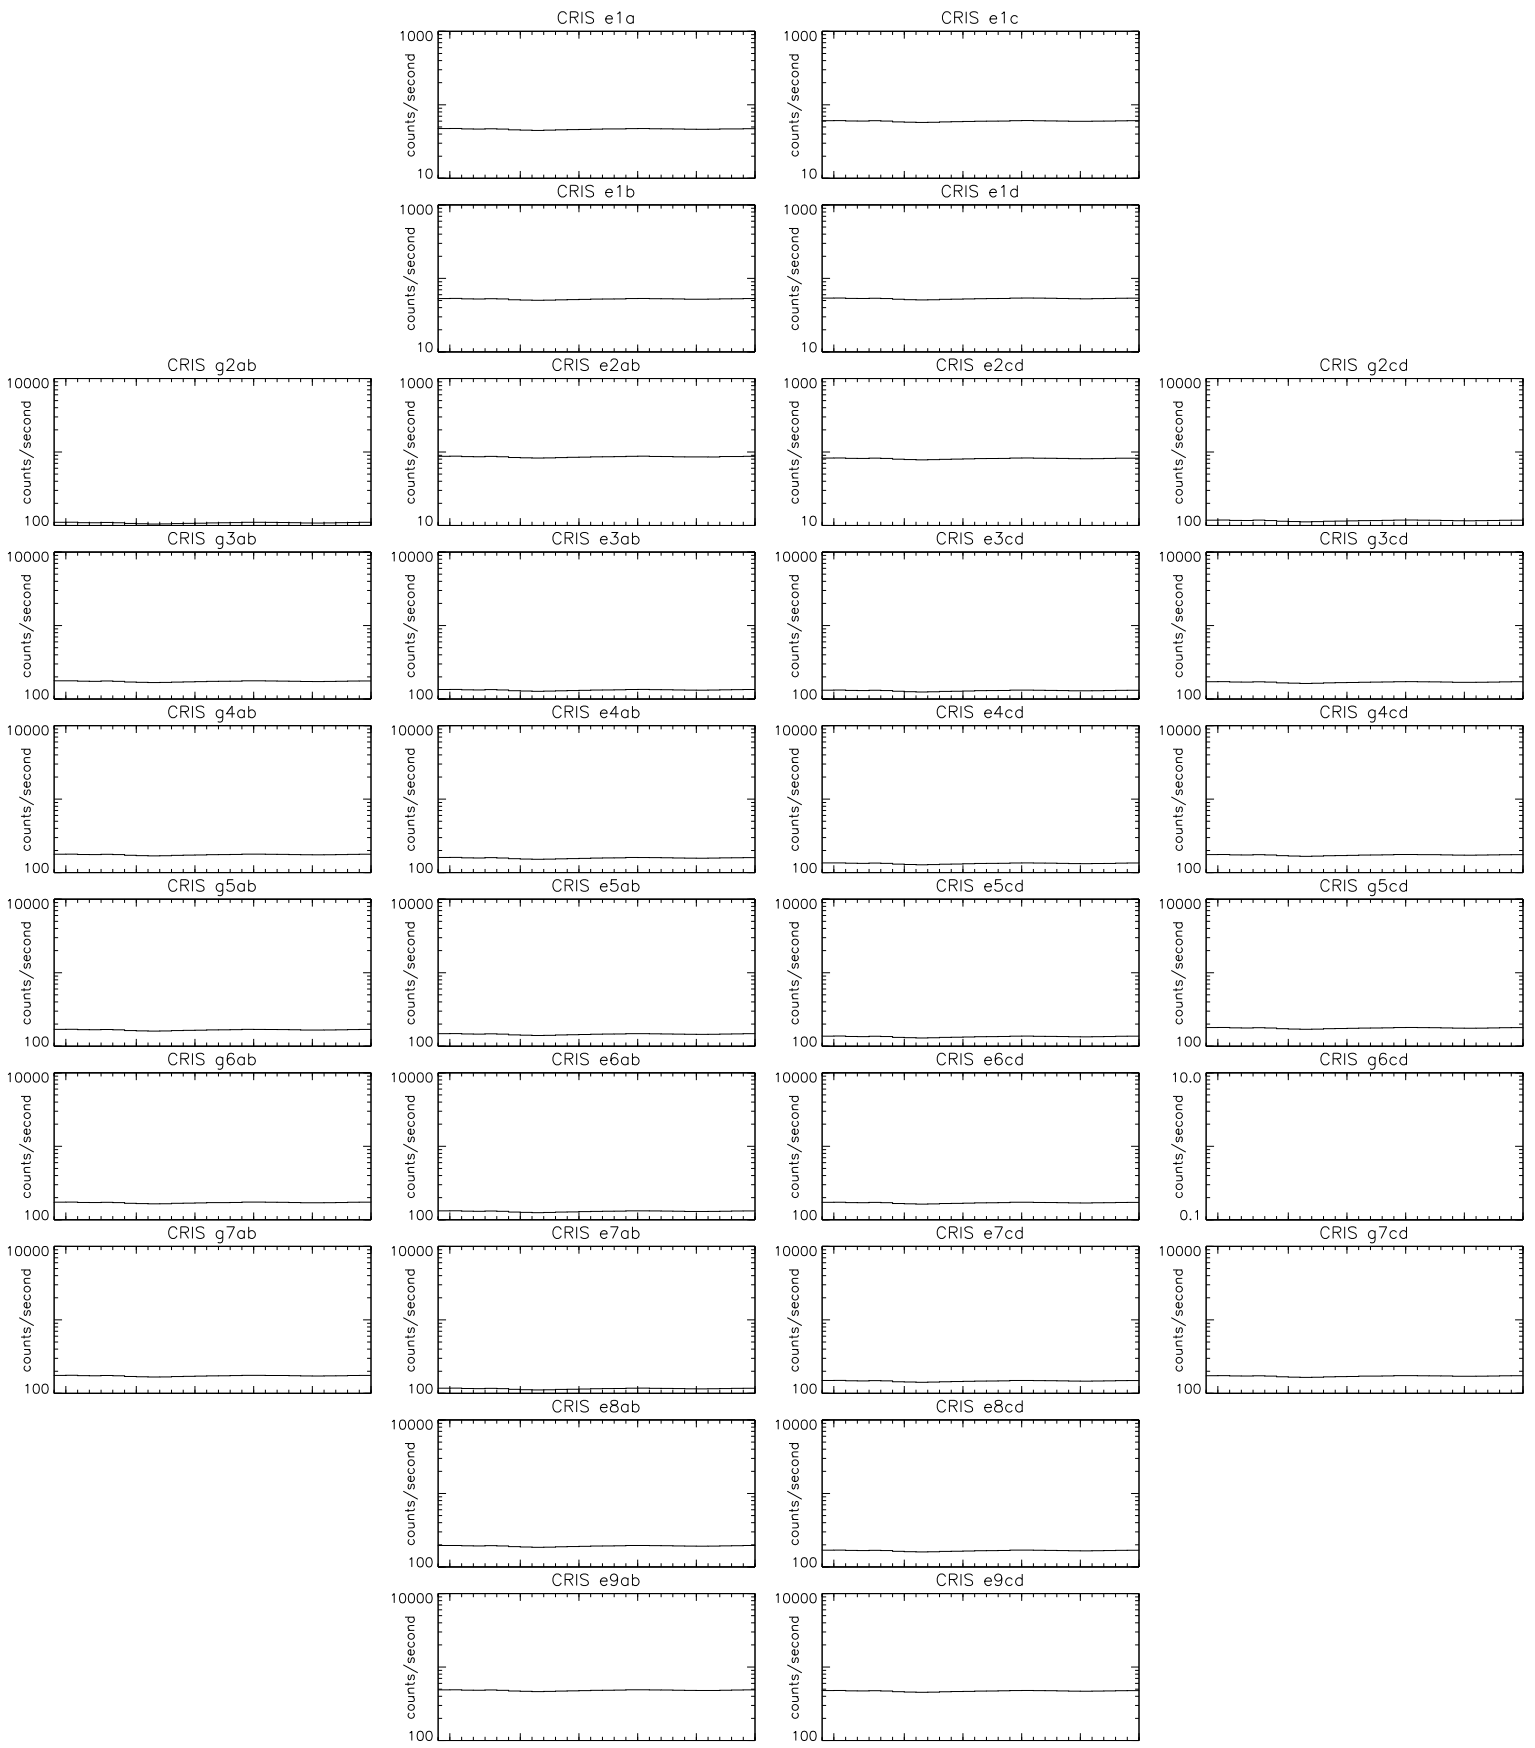 CRIS e1a
1000
counts/second
10
CRIS e1c
1000
counts/second
10
CRIS e1b
1000
counts/second
10
CRIS e1d
1000
counts/second
10
CRIS g2ab
10000
counts/second
100
CRIS e2ab
1000
counts/second
10
CRIS e2cd
1000
counts/second
10
CRIS g2cd
10000
counts/second
100
CRIS g3ab
10000
counts/second
100
CRIS e3ab
10000
counts/second
100
CRIS e3cd
10000
counts/second
100
CRIS g3cd
10000
counts/second
100
CRIS g4ab
10000
counts/second
100
CRIS e4ab
10000
counts/second
100
CRIS e4cd
10000
counts/second
100
CRIS g4cd
10000
counts/second
100
CRIS g5ab
10000
counts/second
100
CRIS e5ab
10000
counts/second
100
CRIS e5cd
10000
counts/second
100
CRIS g5cd
10000
counts/second
100
CRIS g6ab
10000
counts/second
100
CRIS e6ab
10000
counts/second
100
CRIS e6cd
10000
counts/second
100
CRIS g6cd
10.0
counts/second
0.1
CRIS g7ab
10000
counts/second
100
CRIS e7ab
10000
counts/second
100
CRIS e7cd
10000
counts/second
100
CRIS g7cd
10000
counts/second
100
CRIS e8ab
10000
counts/second
100
CRIS e8cd
10000
counts/second
100
CRIS e9ab
10000
counts/second
100
CRIS e9cd
10000
counts/second
100